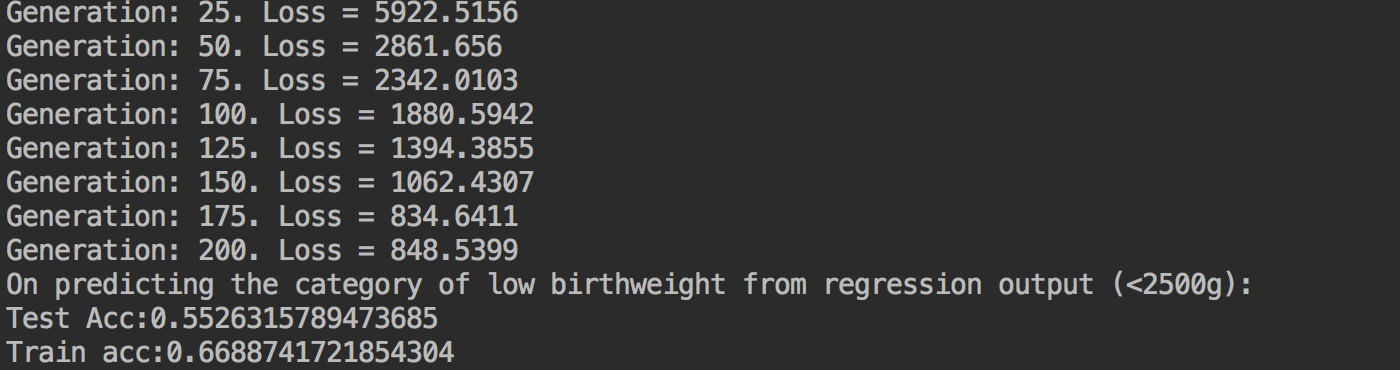 Generation: 25. Loss = 5922.5156
Generation: 50. Loss = 2861.656
Generation: 75. Loss = 2342.0103
Generation: 100. Loss = 1880.5942
Generation: 125. Loss = 1394.3855
Generation: 150. Loss = 1062.4307
Generation: 175. Loss = 834.6411
Generation: 200. Loss = 848.5399
On predicting the category of low birthweight from regression output (<2500g):
Test Acc:0.5526315789473685
Train acc:0.6688741721854304